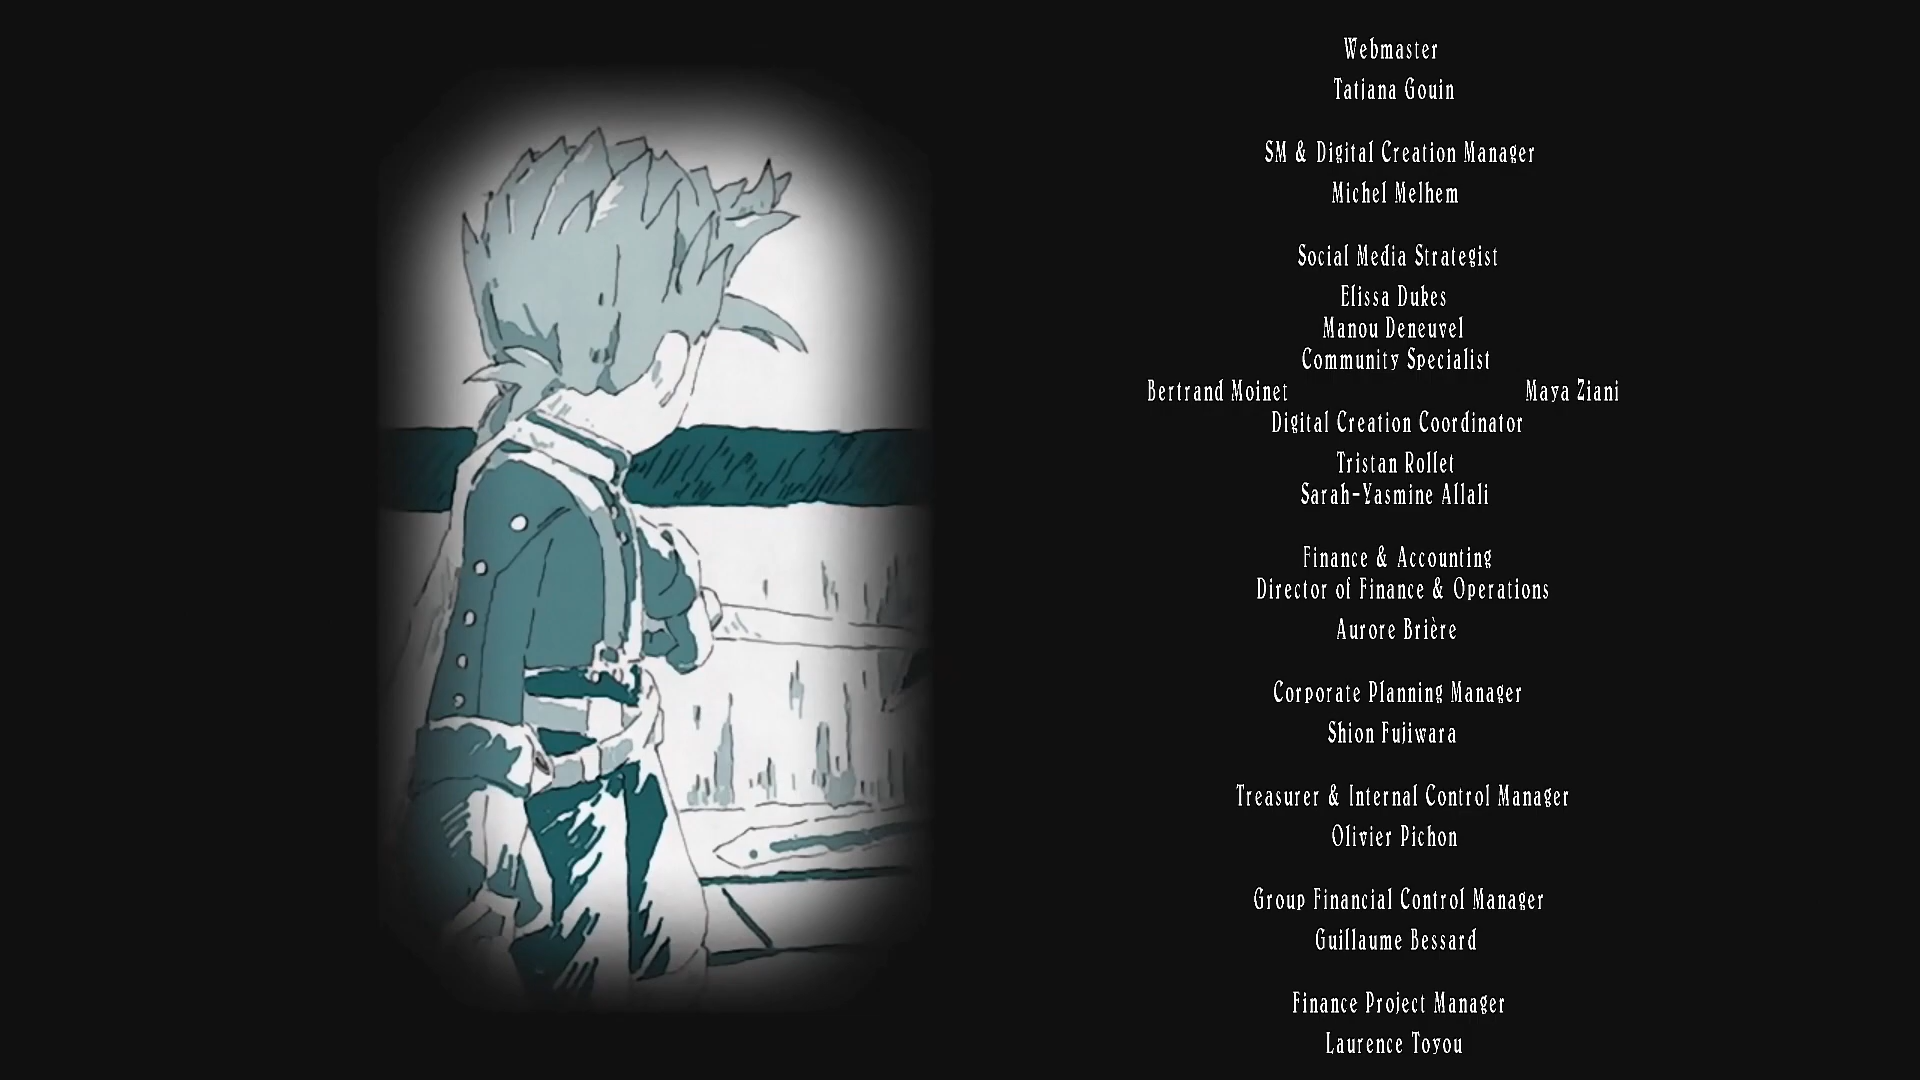 Webmaster
Tatjana Gouin
SM & Digital Creation Manager
Michel Melhem
Social Media Strategist
Elissa Dukes
Manou Deneuvel
Community Specialist
Bertrand Moinet Maya Ziani
Digital Creation Coordinator
Tristan Rollet
Sarah-Yasmine Allali
Finance & Accounting
Director of Finance & Operations
Aurore Brière
Corporate Planning Manager
Shion Fujiwara
Treasurer & Internal Control Manager
Olivier Pichon
Group Financial Control Manager
Guillaume Bessard
Finance Project Manager
Laurence Toyou